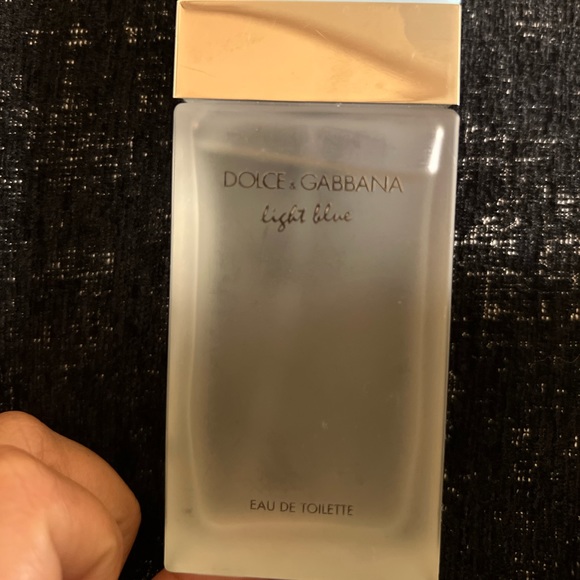 DOLCE & GABBANA
light blue
EAU DE TOILETTE